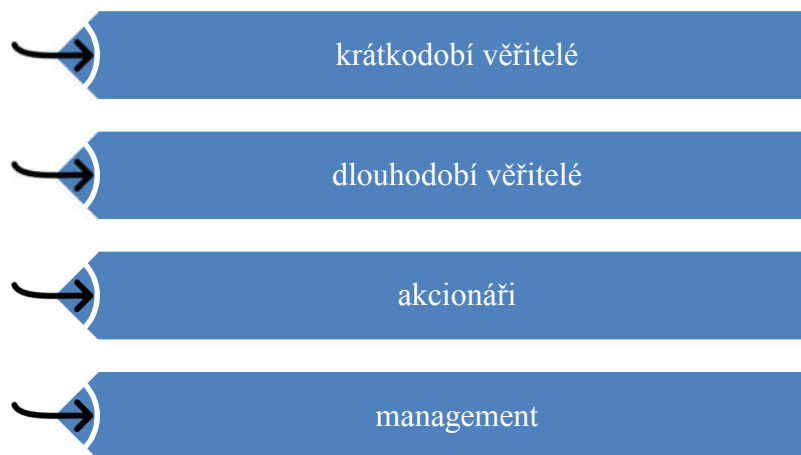 krátkodobí věřitelé
dlouhodobí věřitelé
akcionáři
management